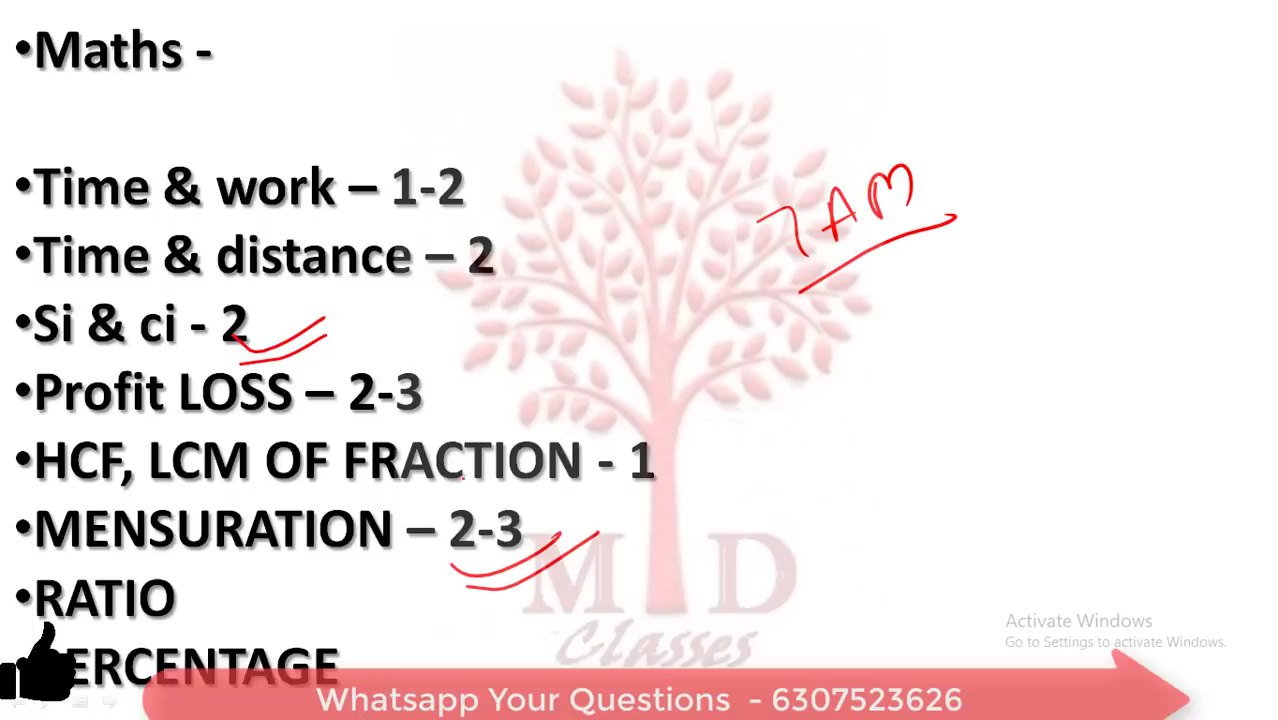 •Maths -
•Time & work – 1-2
•Time & distance – 2
7 AM
•Si & ci - 2
•Profit LOSS – 2-3
•HCF, LCM OF FRACTION - 1
•MENSURATION – 2-3
•RATIO
ERCENTAGE
M D
Classes
Activate Windows
Go to Settings to activate Windows.
Whatsapp Your Questions - 6307523626